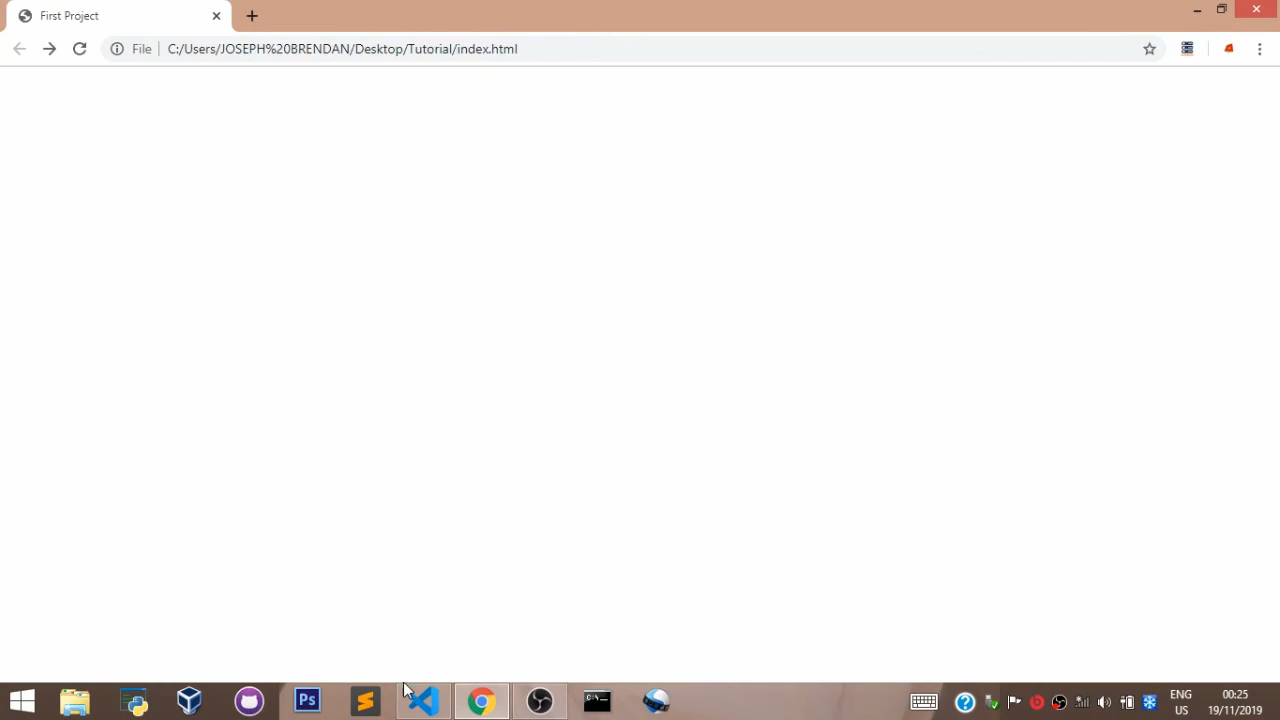 First Project
File
C:/Users/JOSEPH%20BRENDAN/Desktop/Tutorial/index.html
Ps
ENG
US
00:25
19/11/2019